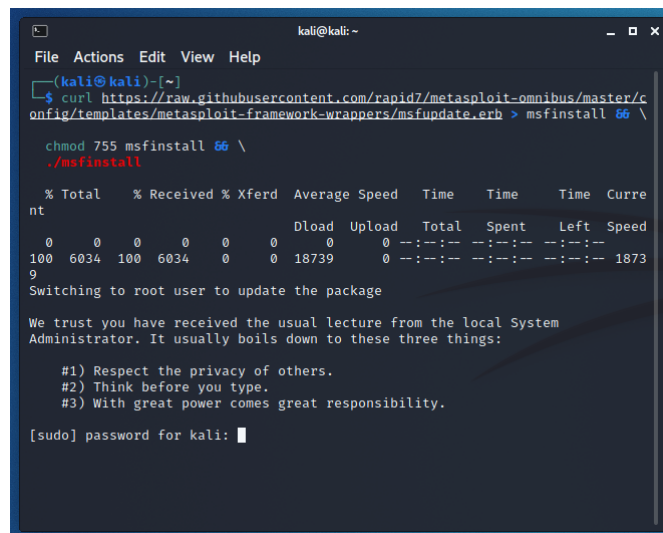 kali@kali: ~
File Actions Edit View Help
┌──(kali㉿kali)-[~]
└─$ curl https://raw.githubusercontent.com/rapid7/metasploit-omnibus/master/c
onfig/templates/metasploit-framework-wrappers/msfupdate.erb > msfinstall && \
chmod 755 msfinstall && \
./msfinstall
% Total % Received % Xferd Average Speed Time Time Time Curre
nt
Dload Upload Total Spent Left Speed
0 0 0 0 0 0 0 0 --:--:-- --:--:-- --:--:--
100 6034 100 6034 0 0 18739 0 --:--:-- --:--:-- --:--:-- 1873
9
Switching to root user to update the package
We trust you have received the usual lecture from the local System
Administrator. It usually boils down to these three things:
#1) Respect the privacy of others.
#2) Think before you type.
#3) With great power comes great responsibility.
[sudo] password for kali: